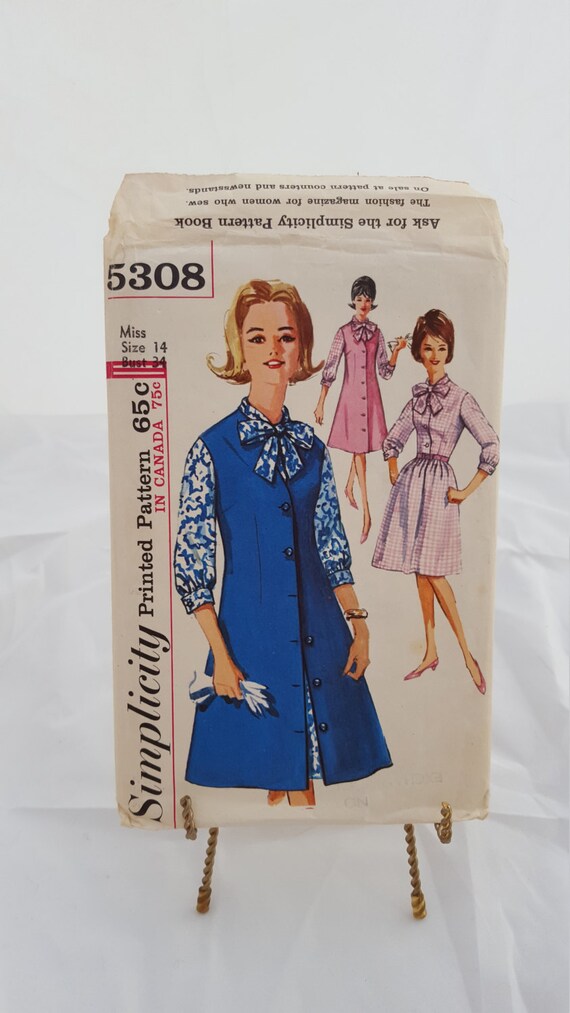 Ask for the Simplicity Pattern Book
The fashion magazine for women who sew.
On sale at pattern counters and newsstands.
5308
Miss
Size 14
Bust 34
Simplicity Printed Pattern 65c
IN CANADA 75c